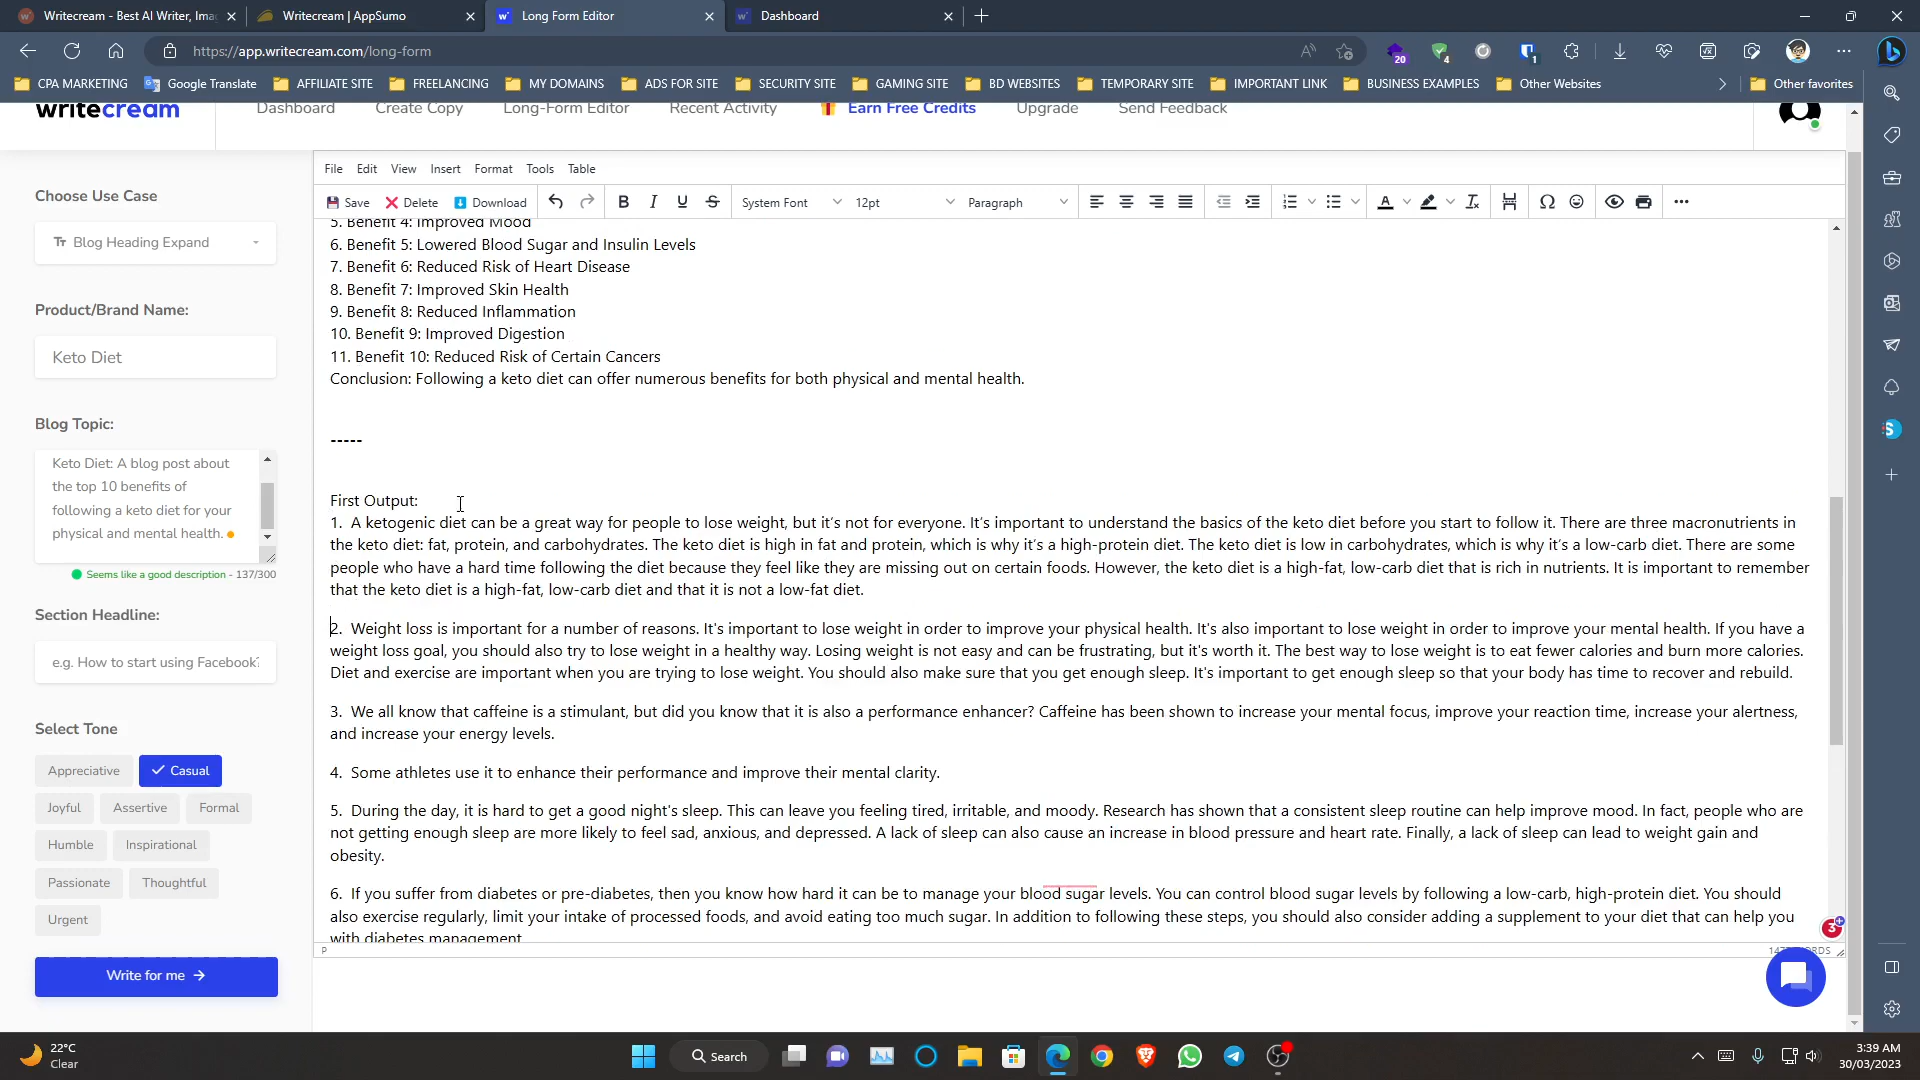 Writecream - Best AI Writer, Ima
Writecream | AppSumo
Long Form Editor
Dashboard
https://app.writecream.com/long-form
20
4
1
CPA MARKETING
Google Translate
AFFILIATE SITE
FREELANCING
MY DOMAINS
ADS FOR SITE
SECURITY SITE
GAMING SITE
BD WEBSITES
TEMPORARY SITE
IMPORTANT LINK
BUSINESS EXAMPLES
Other Websites
Other favorites
writecream
Dashboard
Create Copy
Long-Form Editor
Recent Activity
Earn Free Credits
Upgrade
Send Feedback
Choose Use Case
Tт Blog Heading Expand
Product/Brand Name:
Keto Diet
Blog Topic:
Keto Diet: A blog post about
the top 10 benefits of
following a keto diet for your
physical and mental health.
Seems like a good description - 137/300
Section Headline:
e.g. How to start using Facebook?
Select Tone
Appreciative
Casual
Joyful
Assertive
Formal
Humble
Inspirational
Passionate
Thoughtful
Urgent
Write for me →
File
Edit
View
Insert
Format
Tools
Table
Save
Delete
Download
B
I
U
S
System Font
12pt
Paragraph
5. Benefit 4: Improved Mood
6. Benefit 5: Lowered Blood Sugar and Insulin Levels
7. Benefit 6: Reduced Risk of Heart Disease
8. Benefit 7: Improved Skin Health
9. Benefit 8: Reduced Inflammation
10. Benefit 9: Improved Digestion
11. Benefit 10: Reduced Risk of Certain Cancers
Conclusion: Following a keto diet can offer numerous benefits for both physical and mental health.
-----
First Output:
1. A ketogenic diet can be a great way for people to lose weight, but it's not for everyone. It's important to understand the basics of the keto diet before you start to follow it. There are three macronutrients in
the keto diet: fat, protein, and carbohydrates. The keto diet is high in fat and protein, which is why it's a high-protein diet. The keto diet is low in carbohydrates, which is why it's a low-carb diet. There are some
people who have a hard time following the diet because they feel like they are missing out on certain foods. However, the keto diet is a high-fat, low-carb diet that is rich in nutrients. It is important to remember
that the keto diet is a high-fat, low-carb diet and that it is not a low-fat diet.
2. Weight loss is important for a number of reasons. It's important to lose weight in order to improve your physical health. It's also important to lose weight in order to improve your mental health. If you have a
weight loss goal, you should also try to lose weight in a healthy way. Losing weight is not easy and can be frustrating, but it's worth it. The best way to lose weight is to eat fewer calories and burn more calories.
Diet and exercise are important when you are trying to lose weight. You should also make sure that you get enough sleep. It's important to get enough sleep so that your body has time to recover and rebuild.
3. We all know that caffeine is a stimulant, but did you know that it is also a performance enhancer? Caffeine has been shown to increase your mental focus, improve your reaction time, increase your alertness,
and increase your energy levels.
4. Some athletes use it to enhance their performance and improve their mental clarity.
5. During the day, it is hard to get a good night's sleep. This can leave you feeling tired, irritable, and moody. Research has shown that a consistent sleep routine can help improve mood. In fact, people who are
not getting enough sleep are more likely to feel sad, anxious, and depressed. A lack of sleep can also cause an increase in blood pressure and heart rate. Finally, a lack of sleep can lead to weight gain and
obesity.
6. If you suffer from diabetes or pre-diabetes, then you know how hard it can be to manage your blood sugar levels. You can control blood sugar levels by following a low-carb, high-protein diet. You should
also exercise regularly, limit your intake of processed foods, and avoid eating too much sugar. In addition to following these steps, you should also consider adding a supplement to your diet that can help you
with diabetes management
P
3
22°C
Clear
Search
3:39 AM
30/03/2023